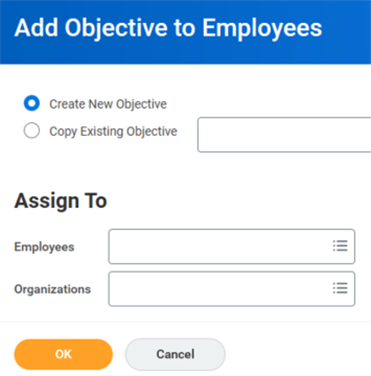 Add Objective to Employees
Create New Objective
Copy Existing Objective
Assign To
Employees
Organizations
OK Cancel